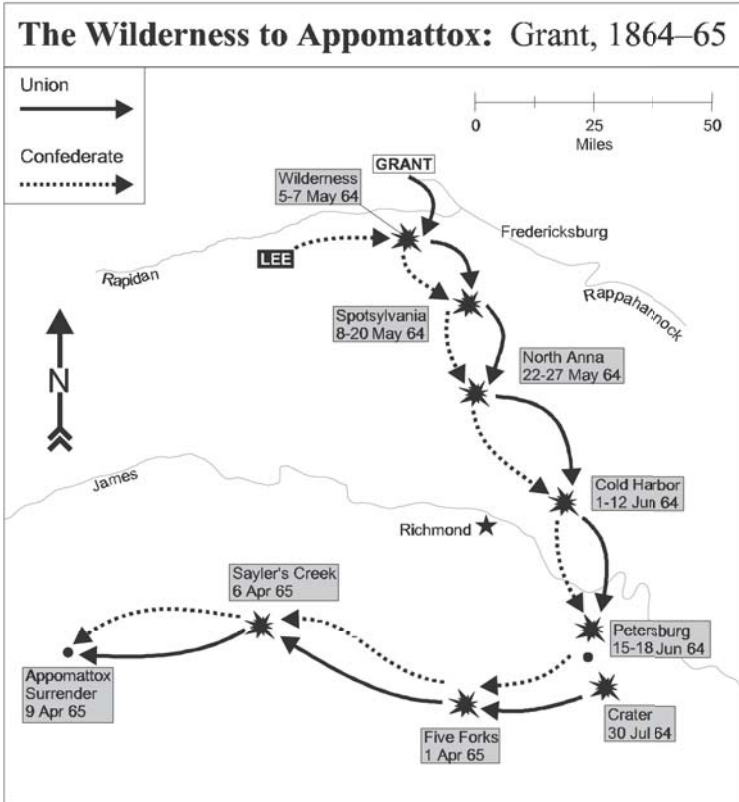 The Wilderness to Appomattox: Grant, 1864–65
Union
Confederate
0 25 50
Miles
GRANT
Wilderness
5-7 May 64
Fredericksburg
LEE
Rapidan
Rappahannock
Spotsylvania
8-20 May 64
N
North Anna
22-27 May 64
James
Cold Harbor
1-12 Jun 64
Richmond
Sayler's Creek
6 Apr 65
Petersburg
15-18 Jun 64
Appomattox
Surrender
9 Apr 65
Five Forks
1 Apr 65
Crater
30 Jul 64